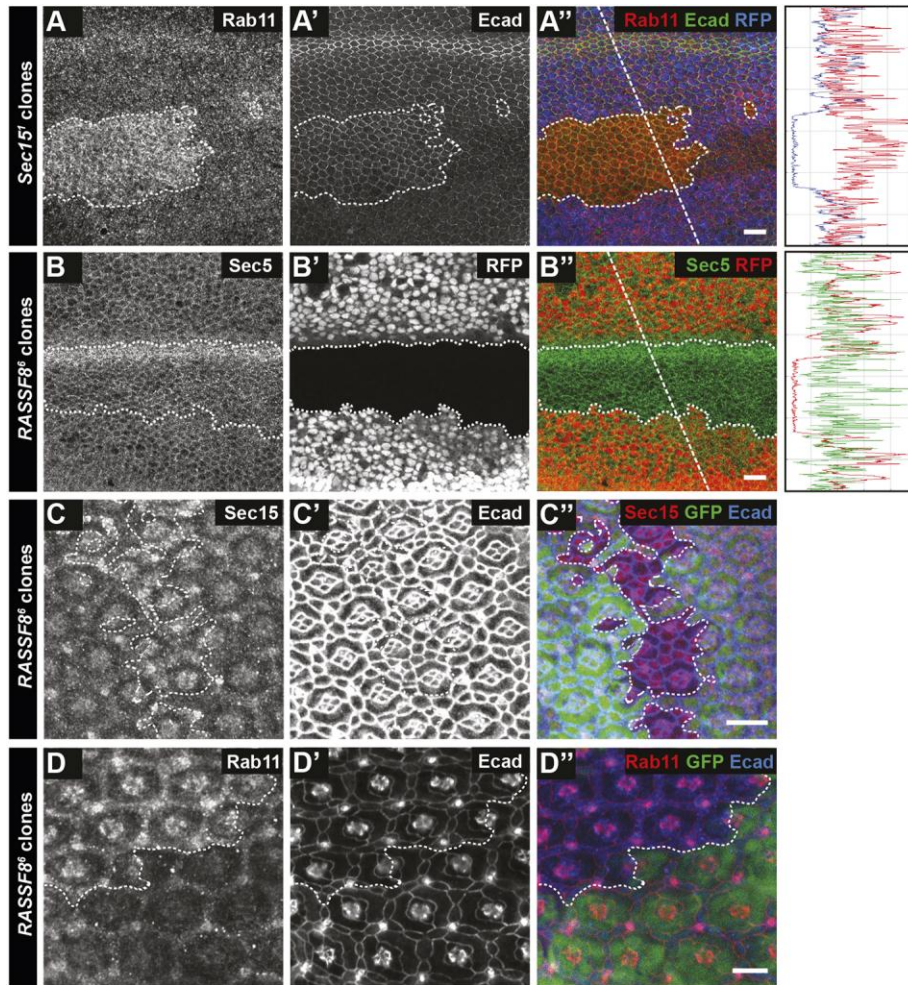 Sec15¹ clones
A Rab11
A' Ecad
A'' Rab11 Ecad RFP
RASSF8⁶ clones
B Sec5
B' RFP
B'' Sec5 RFP
RASSF8⁶ clones
C Sec15
C' Ecad
C'' Sec15 GFP Ecad
RASSF8⁶ clones
D Rab11
D' Ecad
D'' Rab11 GFP Ecad